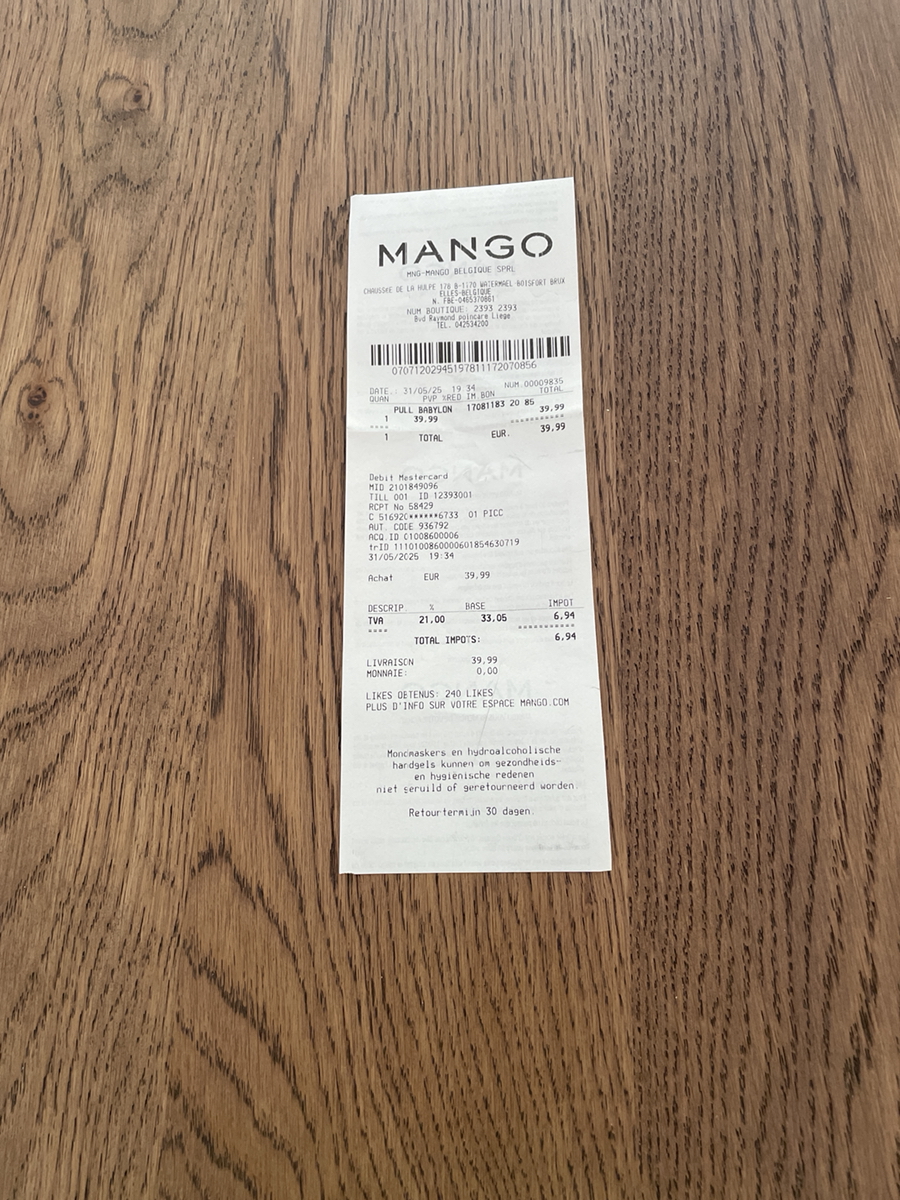 MANGO
MNG-MANGO BELGIQUE SPRL
CHAUSSEE DE LA HULPE 178 B-1170 WATERMAEL-BOISFORT BRUX
ELLES-BELGIQUE
N. FBE-0465370861
NUM BOUTIQUE: 2393 2393
Bvd Raymond poincare Liege
TEL. 042534200
07071202945197811172070856
DATE.: 31/05/25 19 34 NUM.00009835
QUAN PVP %RED IM BON TOTAL
PULL BABYLON 17081183 20 85
1 39.99 39,99
1 TOTAL EUR. 39,99
Debit Mastercard
MID 2101849096
TILL 001 ID 12393001
RCPT No 58429
C 516920******6733 01 PICC
AUT. CODE 936792
ACQ.ID 01008600006
trID 1110100860000601854630719
31/05/2025 19:34
Achat EUR 39,99
DESCRIP. % BASE IMPOT
TVA 21,00 33,05 6,94
TOTAL IMPOTS: 6,94
LIVRAISON 39,99
MONNAIE: 0,00
LIKES OBTENUS: 240 LIKES
PLUS D'INFO SUR VOTRE ESPACE MANGO.COM
Mondmaskers en hydroalcoholische
handgels kunnen om gezondheids-
en hygiënische redenen
niet geruild of geretourneerd worden.
Retourtermijn 30 dagen.